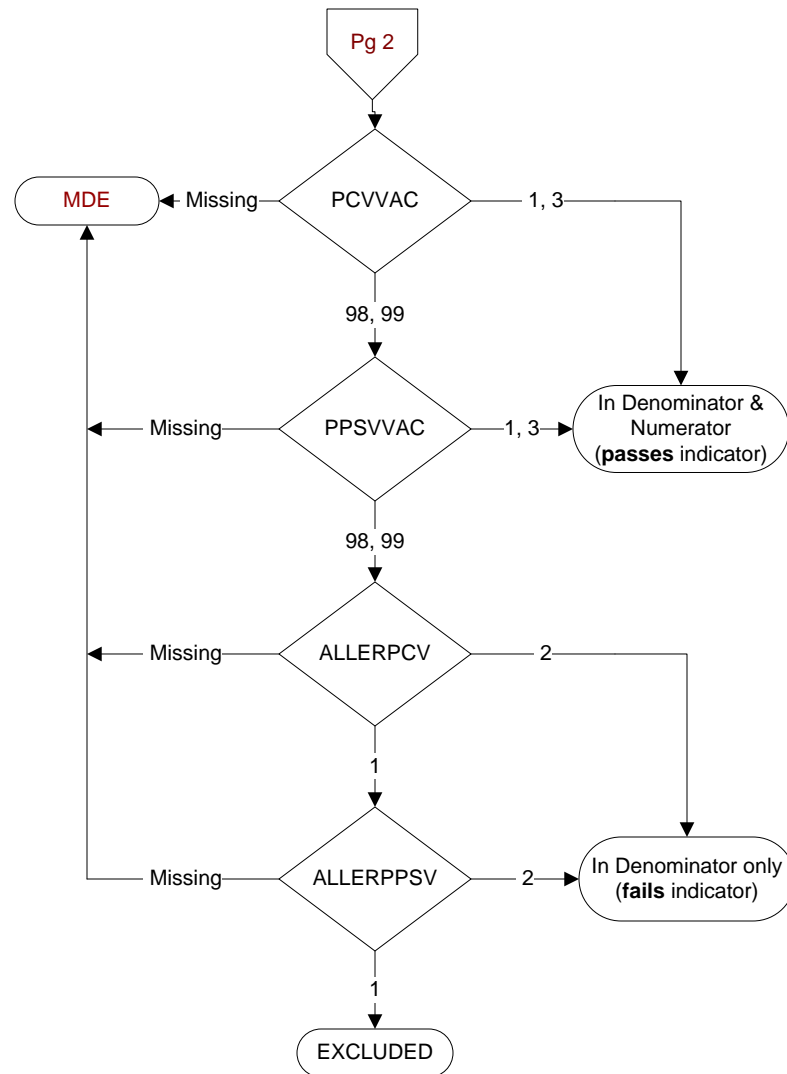 Pg 2
MDE
Missing
PCVVAC
1, 3
98, 99
Missing
PPSVVAC
1, 3
In Denominator &
Numerator
(passes indicator)
98, 99
Missing
ALLERPCV
2
1
Missing
ALLERPPSV
2
In Denominator only
(fails indicator)
1
EXCLUDED